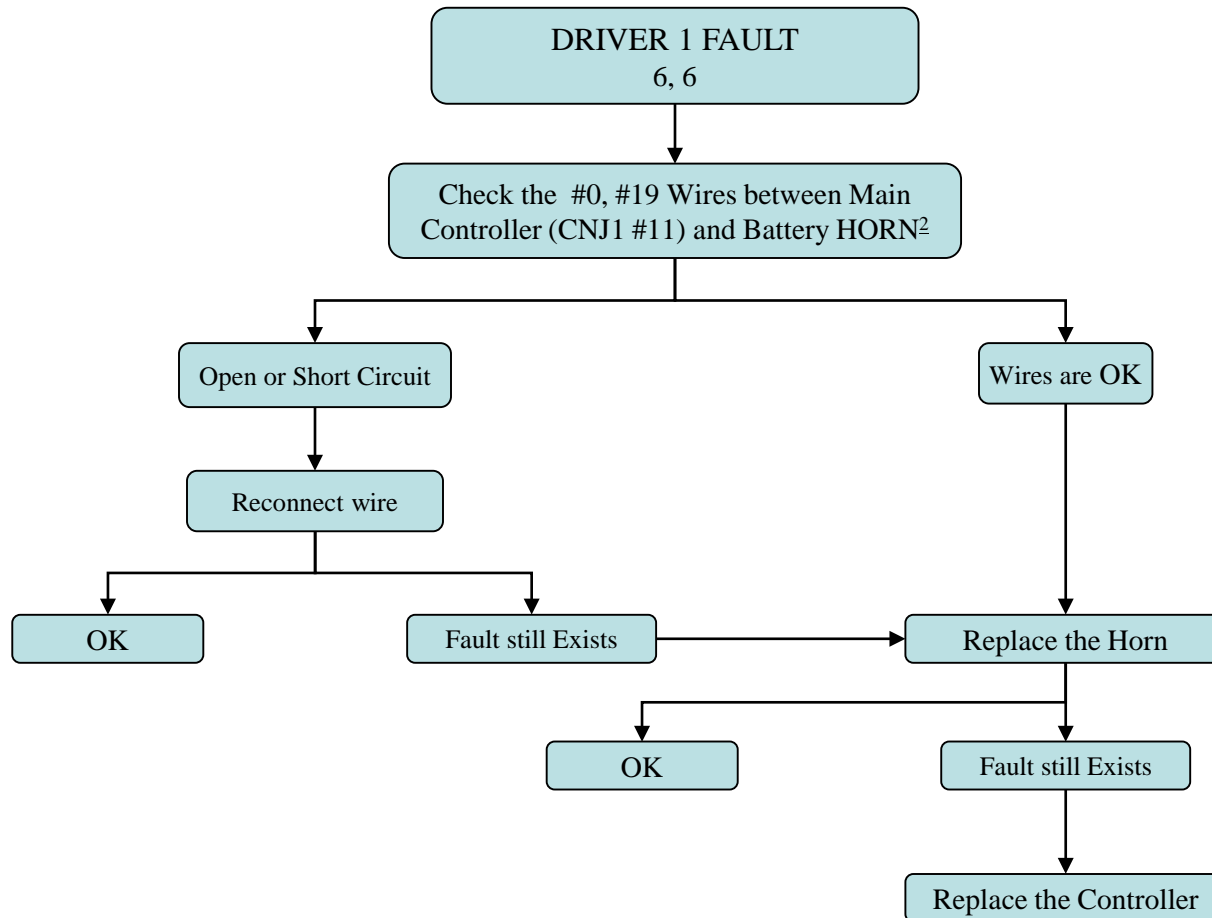 DRIVER 1 FAULT
6, 6
Check the #0, #19 Wires between Main
Controller (CNJ1 #11) and Battery HORN2
Open or Short Circuit
Wires are OK
Reconnect wire
OK
Fault still Exists
Replace the Horn
OK
Fault still Exists
Replace the Controller